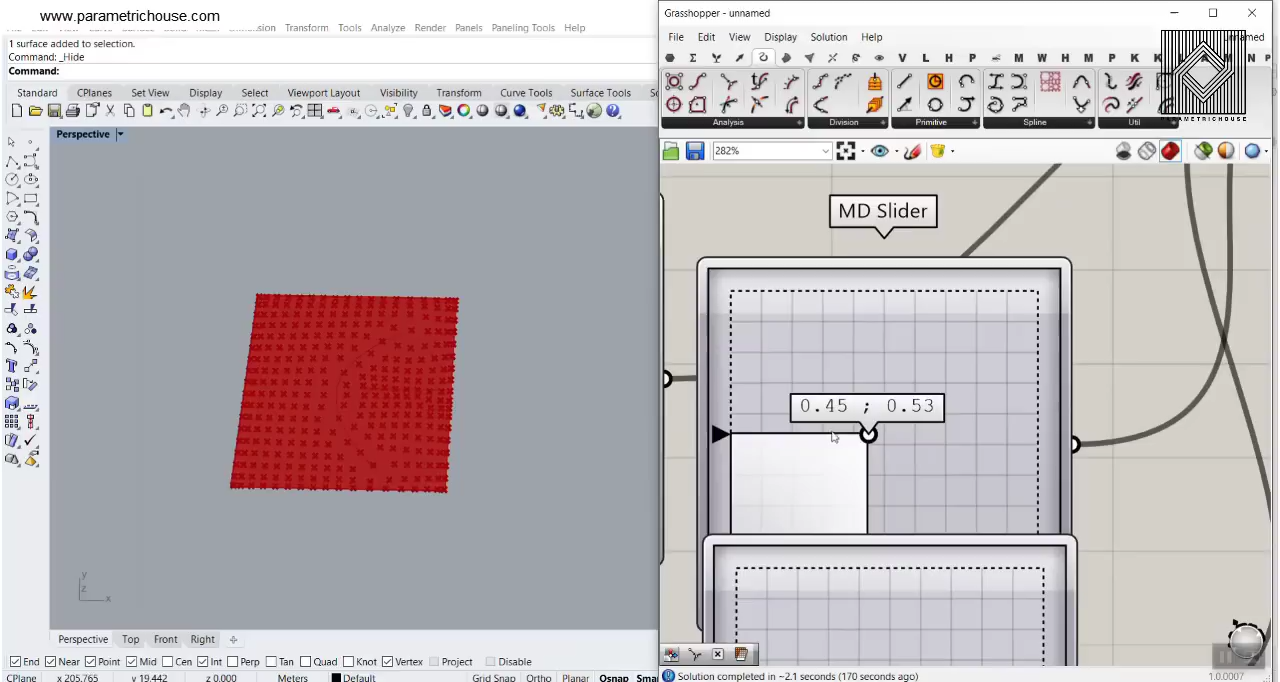 www.parametrichouse.com
Transform Tools Analyze Render Panels Paneling Tools Help
1 surface added to selection.
Command: _Hide
Command:
Standard CPlanes Set View Display Select Viewport Layout Visibility Transform Curve Tools Surface Tools
Perspective
y
z
x
Perspective Top Front Right
End Near Point Mid Cen Int Perp Tan Quad Knot Vertex Project Disable
CPlane x 205.765 y 19.442 z 0.000 Meters Default Grid Snap Ortho Planar Osnap Sma
Grasshopper - unnamed
File Edit View Display Solution Help
unnamed
V L H P M W H M P K
PARAMETRICHOUSE
Analysis Division Primitive Spline Util
282%
MD Slider
0.45 ; 0.53
Solution completed in ~2.1 seconds (170 seconds ago)
1.0.0007